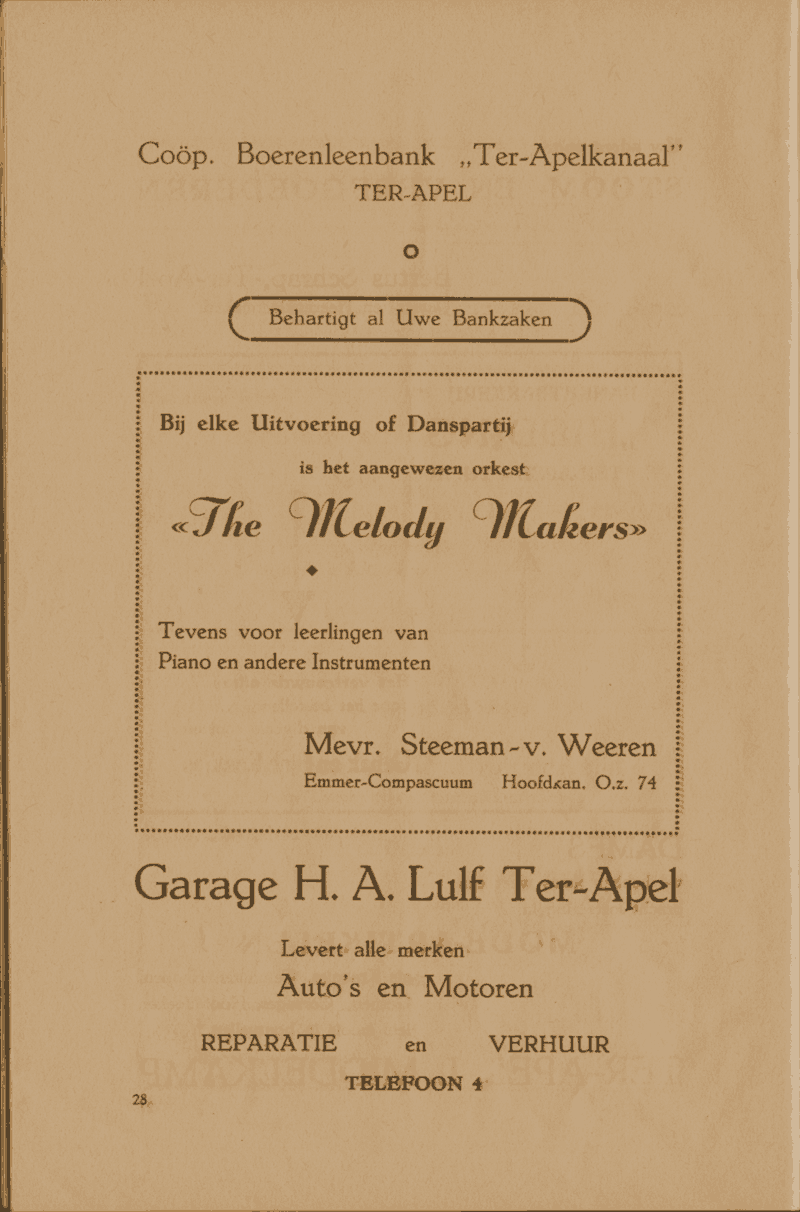 Coöp. Boerenleenbank „Ter-Apelkanaal”
TER-APEL
Behartigt al Uwe Bankzaken
Bij elke Uitvoering of Danspartij
is het aangewezen orkest
«The Melody Makers»
Tevens voor leerlingen van
Piano en andere Instrumenten
Mevr. Steeman-v. Weeren
Emmer-Compascuum Hoofdkan. O.z. 74
Garage H. A. Lulf Ter-Apel
Levert alle merken
Auto's en Motoren
REPARATIE en VERHUUR
TELEFOON 4
28